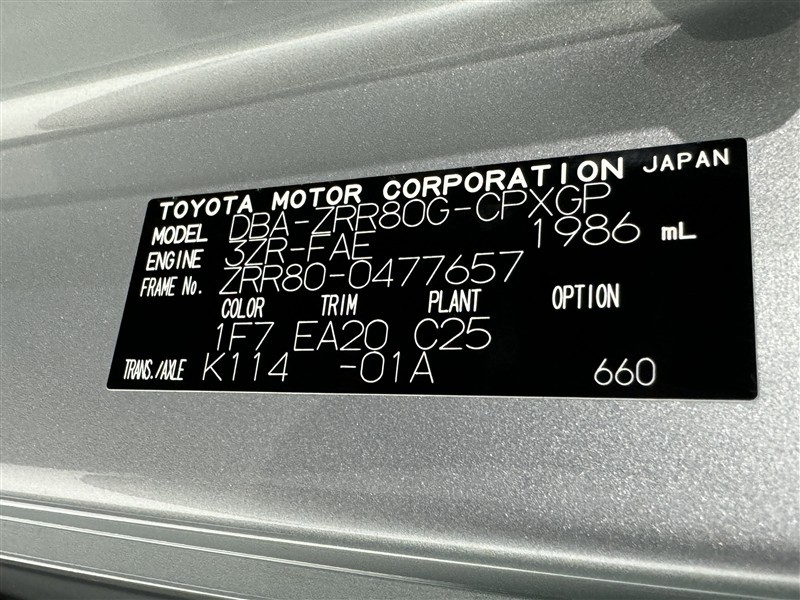 TOYOTA MOTOR CORPORATION JAPAN
MODEL DBA-ZRR80G-CPXGP
ENGINE 3ZR-FAE 1986 mL
FRAME No. ZRR80-0477657
COLOR TRIM PLANT OPTION
1F7 EA20 C25
TRANS./AXLE K114 -01A 660